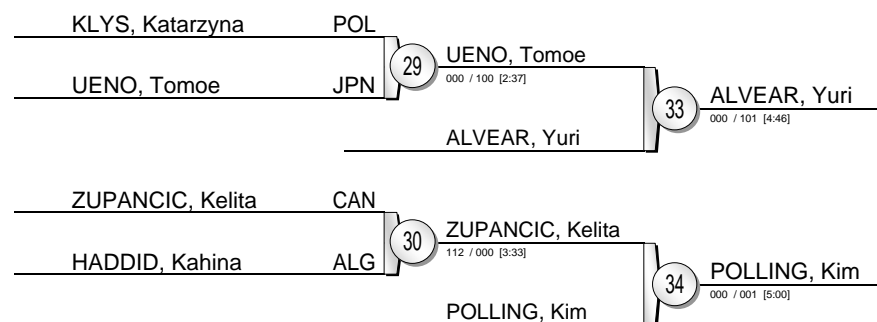 KLYS, Katarzyna POL
29 UENO, Tomoe
000 / 100 [2:37]
UENO, Tomoe JPN
33 ALVEAR, Yuri
000 / 101 [4:46]
ALVEAR, Yuri
ZUPANCIC, Kelita CAN
30 ZUPANCIC, Kelita
112 / 000 [3:33]
HADDID, Kahina ALG
34 POLLING, Kim
000 / 001 [5:00]
POLLING, Kim